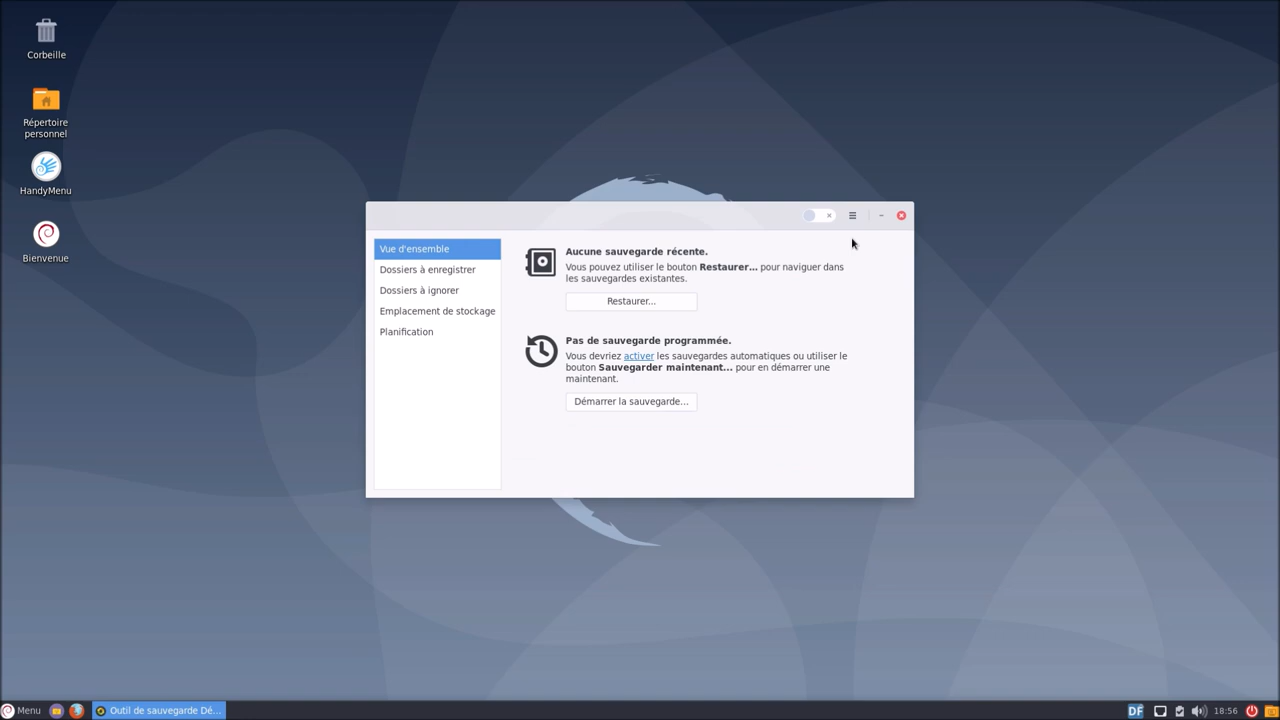 Corbeille
Répertoire
personnel
HandyMenu
Bienvenue
Vue d'ensemble
Dossiers à enregistrer
Dossiers à ignorer
Emplacement de stockage
Planification
Aucune sauvegarde récente.
Vous pouvez utiliser le bouton Restaurer... pour naviguer dans
les sauvegardes existantes.
Restaurer...
Pas de sauvegarde programmée.
Vous devriez activer les sauvegardes automatiques ou utiliser le
bouton Sauvegarder maintenant... pour en démarrer une
maintenant.
Démarrer la sauvegarde...
Menu
Outil de sauvegarde Dé...
DF
18:56